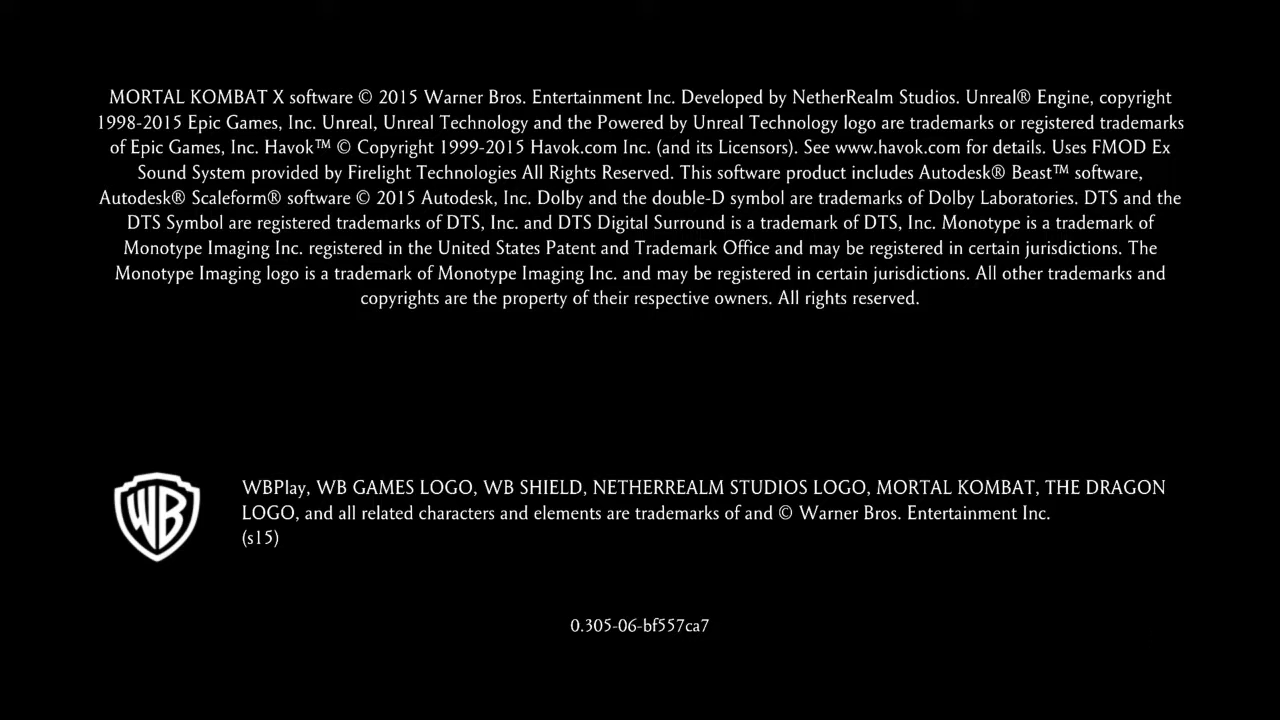 MORTAL KOMBAT X software © 2015 Warner Bros. Entertainment Inc. Developed by NetherRealm Studios. Unreal® Engine, copyright
1998-2015 Epic Games, Inc. Unreal, Unreal Technology and the Powered by Unreal Technology logo are trademarks or registered trademarks
of Epic Games, Inc. Havok™ © Copyright 1999-2015 Havok.com Inc. (and its Licensors). See www.havok.com for details. Uses FMOD Ex
Sound System provided by Firelight Technologies All Rights Reserved. This software product includes Autodesk® Beast™ software,
Autodesk® Scaleform® software © 2015 Autodesk, Inc. Dolby and the double-D symbol are trademarks of Dolby Laboratories. DTS and the
DTS Symbol are registered trademarks of DTS, Inc. and DTS Digital Surround is a trademark of DTS, Inc. Monotype is a trademark of
Monotype Imaging Inc. registered in the United States Patent and Trademark Office and may be registered in certain jurisdictions. The
Monotype Imaging logo is a trademark of Monotype Imaging Inc. and may be registered in certain jurisdictions. All other trademarks and
copyrights are the property of their respective owners. All rights reserved.
WB
WBPlay, WB GAMES LOGO, WB SHIELD, NETHERREALM STUDIOS LOGO, MORTAL KOMBAT, THE DRAGON
LOGO, and all related characters and elements are trademarks of and © Warner Bros. Entertainment Inc.
(s15)
0.305-06-bf557ca7